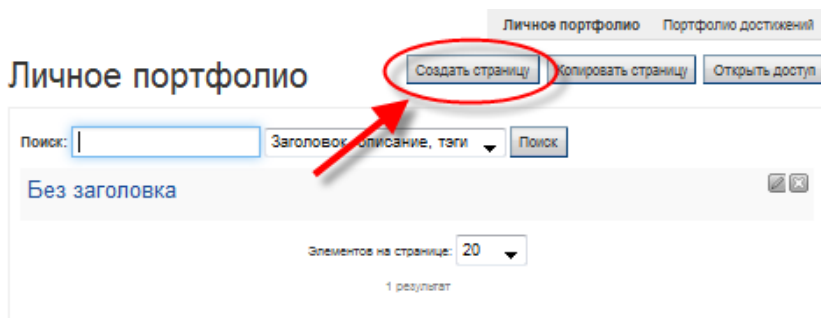 Личное портфолио Портфолио достижений
Личное портфолио
Создать страницу Копировать страницу Открыть доступ
Поиск: Заголовок, описание, тэги Поиск
Без заголовка
Элементов на странице: 20
1 результат